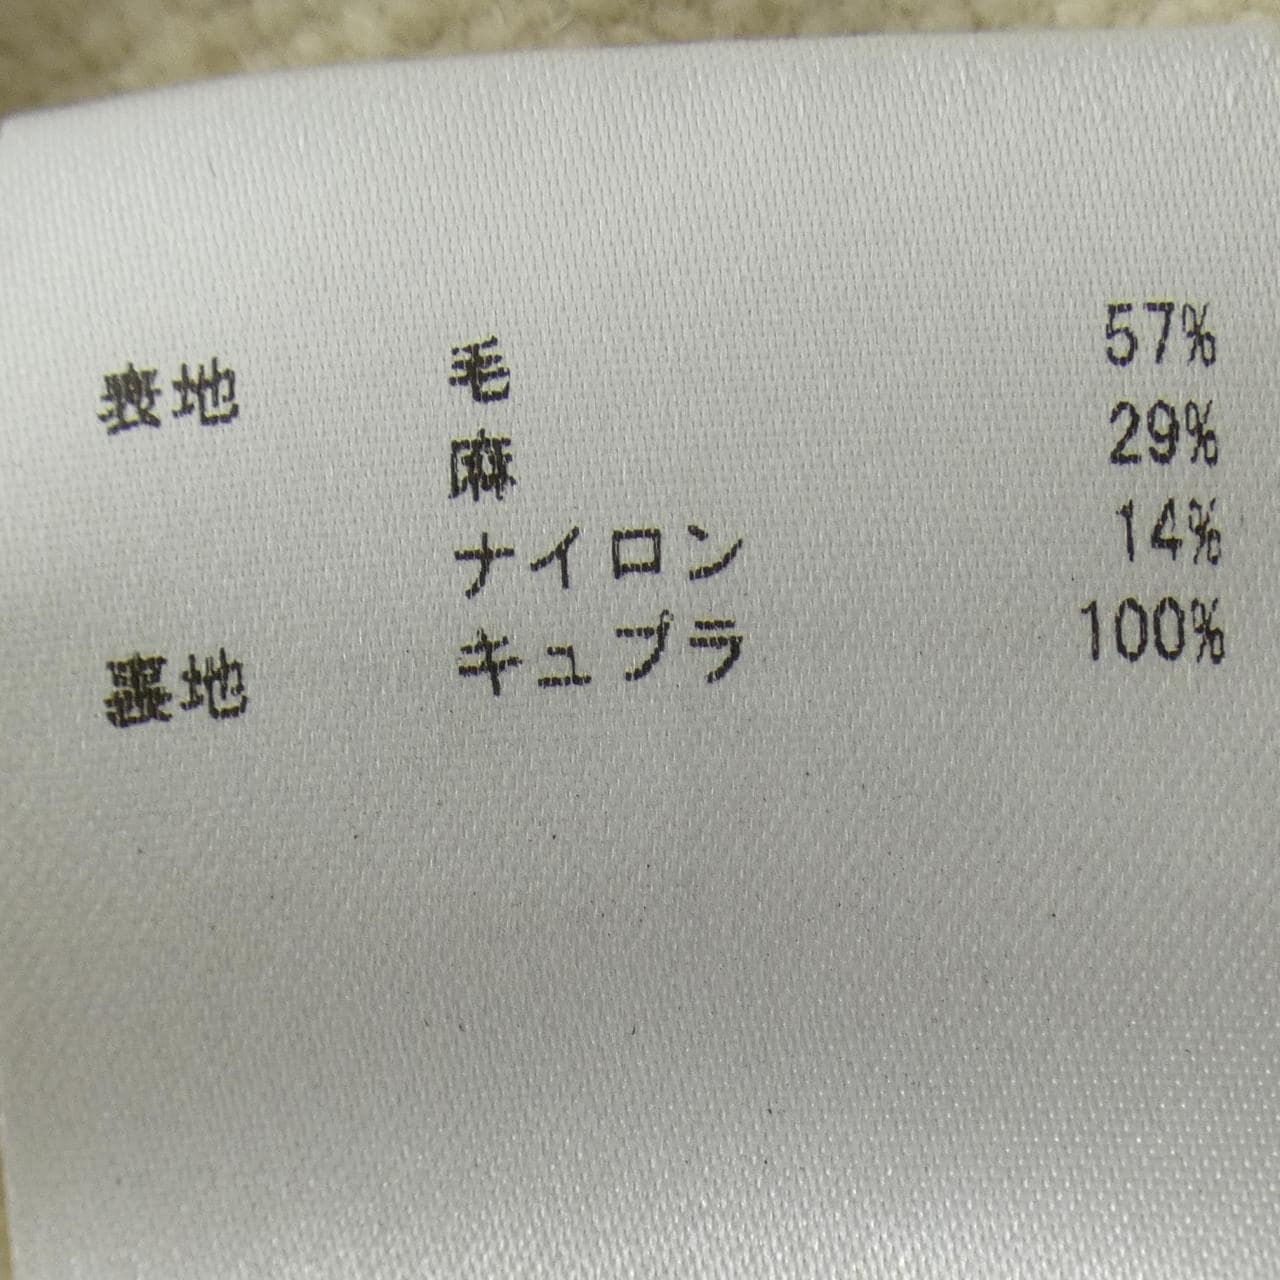 表地 毛 57%
麻 29%
ナイロン 14%
裏地 キュプラ 100%